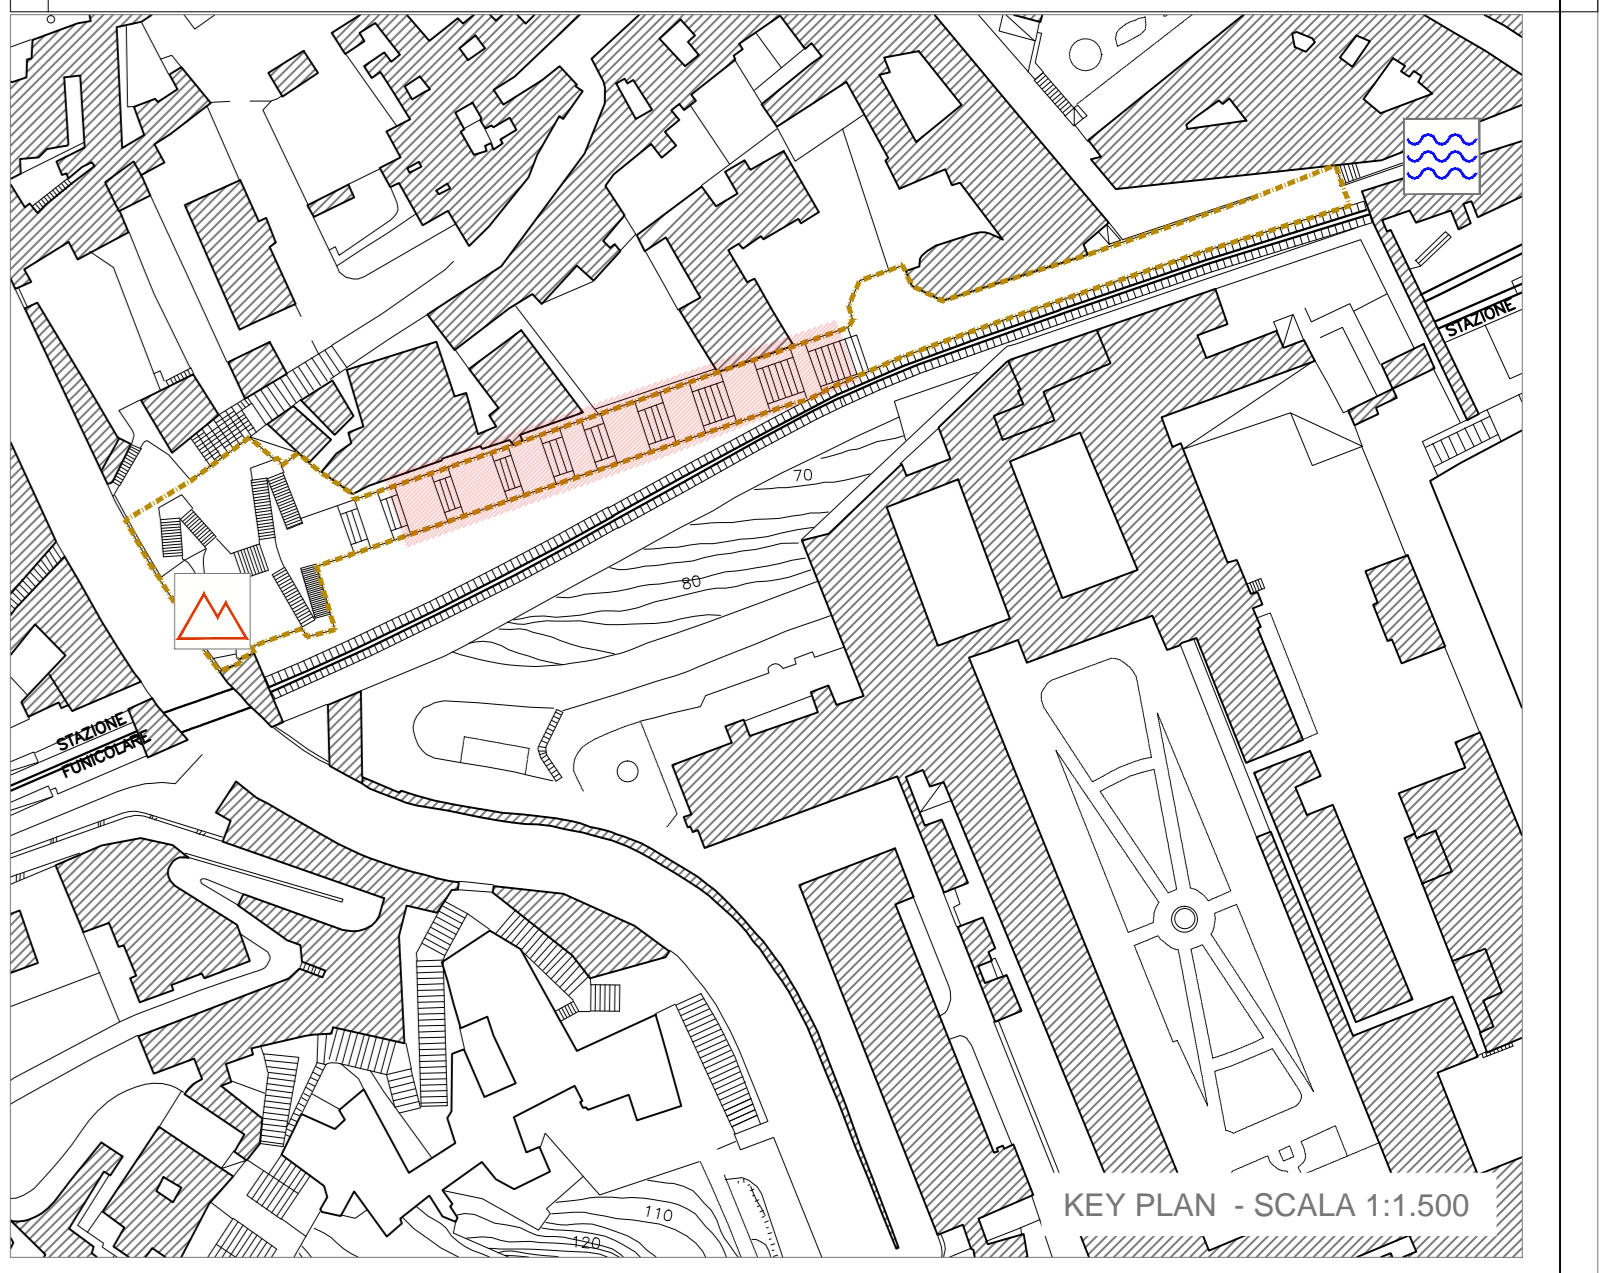 STAZIONE
70
80
STAZIONE
FUNICOLARE
KEY PLAN - SCALA 1:1.500
110
120